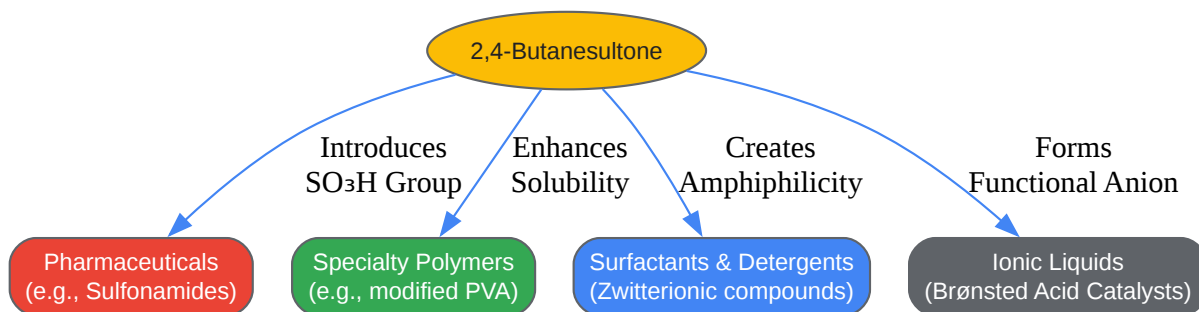 2,4-Butanesultone
Introduces
SO₃H Group
Enhances
Solubility
Creates
Amphiphilicity
Forms
Functional Anion
Pharmaceuticals
(e.g., Sulfonamides)
Specialty Polymers
(e.g., modified PVA)
Surfactants & Detergents
(Zwitterionic compounds)
Ionic Liquids
(Brønsted Acid Catalysts)